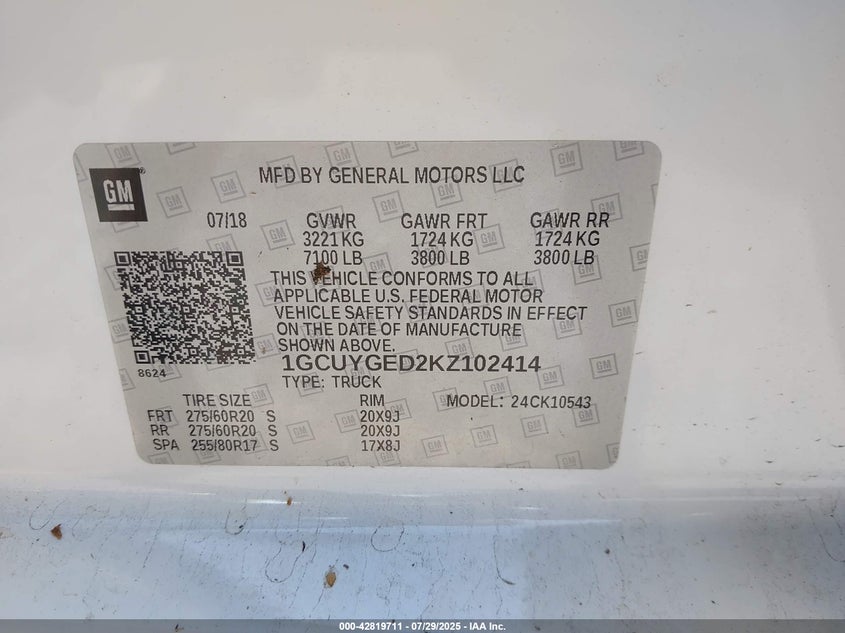 GM
MFD BY GENERAL MOTORS LLC
07/18 GVWR GAWR FRT GAWR RR
3221 KG 1724 KG 1724 KG
7100 LB 3800 LB 3800 LB
THIS VEHICLE CONFORMS TO ALL
APPLICABLE U.S. FEDERAL MOTOR
VEHICLE SAFETY STANDARDS IN EFFECT
ON THE DATE OF MANUFACTURE
SHOWN ABOVE.
8624
1GCUYGED2KZ102414
TYPE: TRUCK
TIRE SIZE RIM MODEL: 24CK10543
FRT 275/60R20 S 20X9J
RR 275/60R20 S 20X9J
SPA 255/80R17 S 17X8J
000-42819711 - 07/29/2025 - IAA Inc.